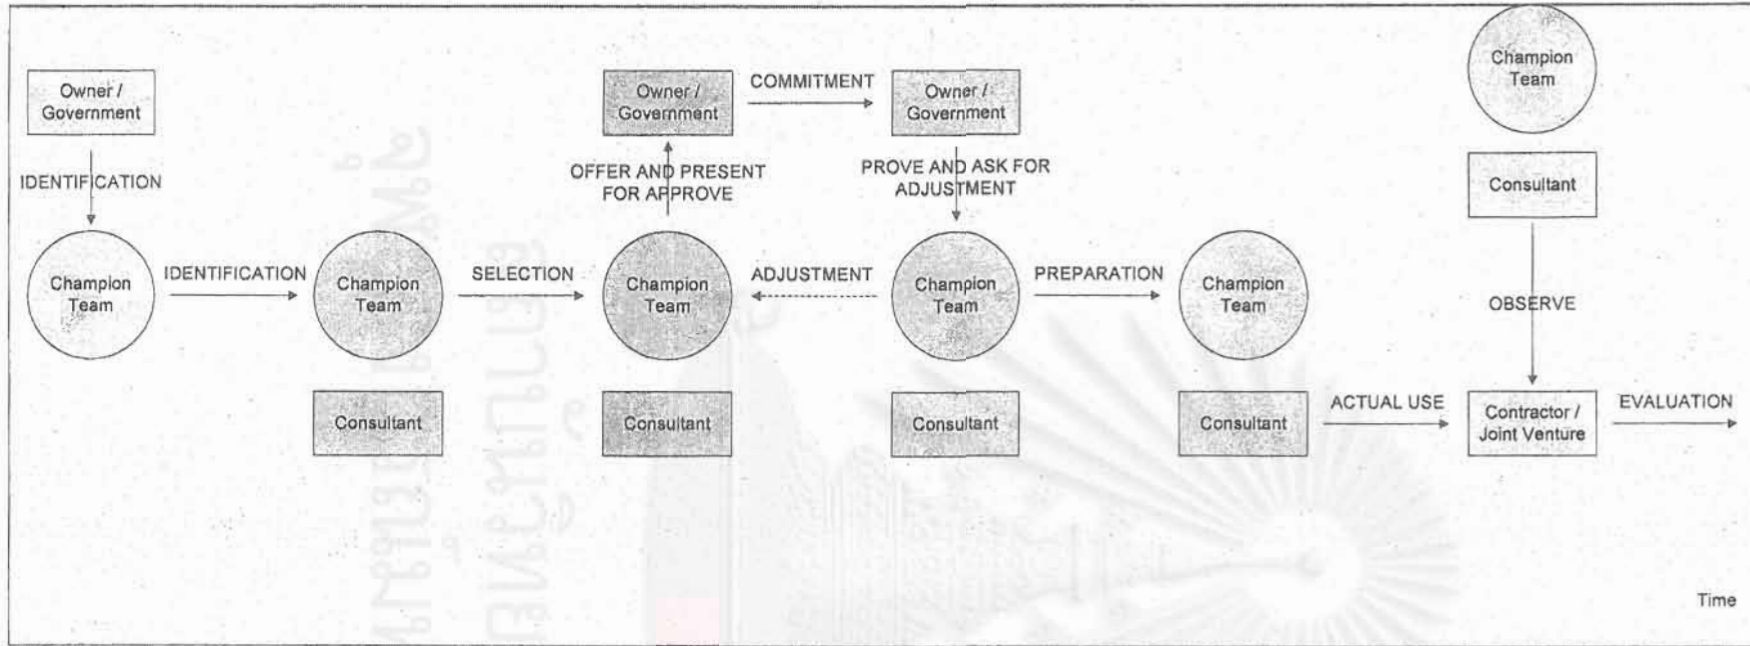 Owner /
Government
IDENTIFICATION
Champion
Team
IDENTIFICATION
Champion
Team
Consultant
SELECTION
Owner /
Government
OFFER AND PRESENT
FOR APPROVE
Champion
Team
Consultant
COMMITMENT
ADJUSTMENT
Owner /
Government
PROVE AND ASK FOR
ADJUSTMENT
Champion
Team
Consultant
PREPARATION
Champion
Team
Consultant
ACTUAL USE
Champion
Team
Consultant
OBSERVE
Contractor /
Joint Venture
EVALUATION
Time